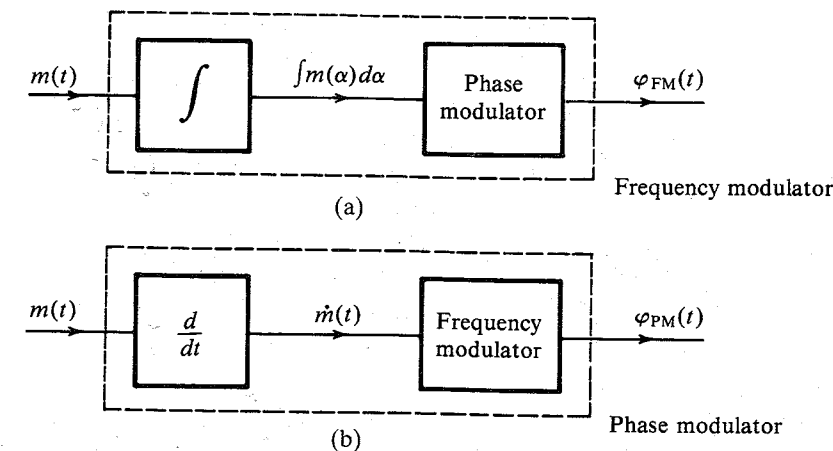 m(t)
∫
∫m(α)dα
Phase
modulator
φFM(t)
Frequency modulator
(a)
m(t)
d
dt
ṁ(t)
Frequency
modulator
φPM(t)
Phase modulator
(b)